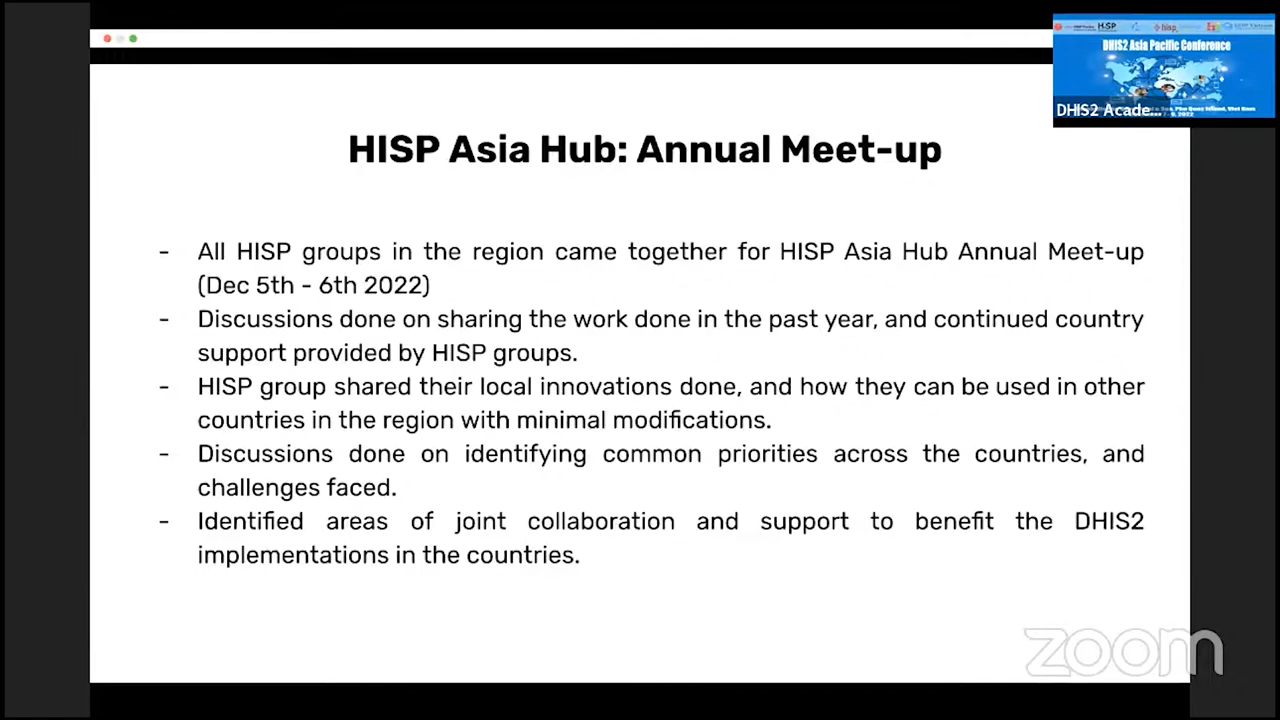 HISP
hisp
DHIS2 Asia Pacific Conference
DHIS2 Acade...
HISP Asia Hub: Annual Meet-up
- All HISP groups in the region came together for HISP Asia Hub Annual Meet-up
(Dec 5th - 6th 2022)
- Discussions done on sharing the work done in the past year, and continued country
support provided by HISP groups.
- HISP group shared their local innovations done, and how they can be used in other
countries in the region with minimal modifications.
- Discussions done on identifying common priorities across the countries, and
challenges faced.
- Identified areas of joint collaboration and support to benefit the DHIS2
implementations in the countries.
zoom